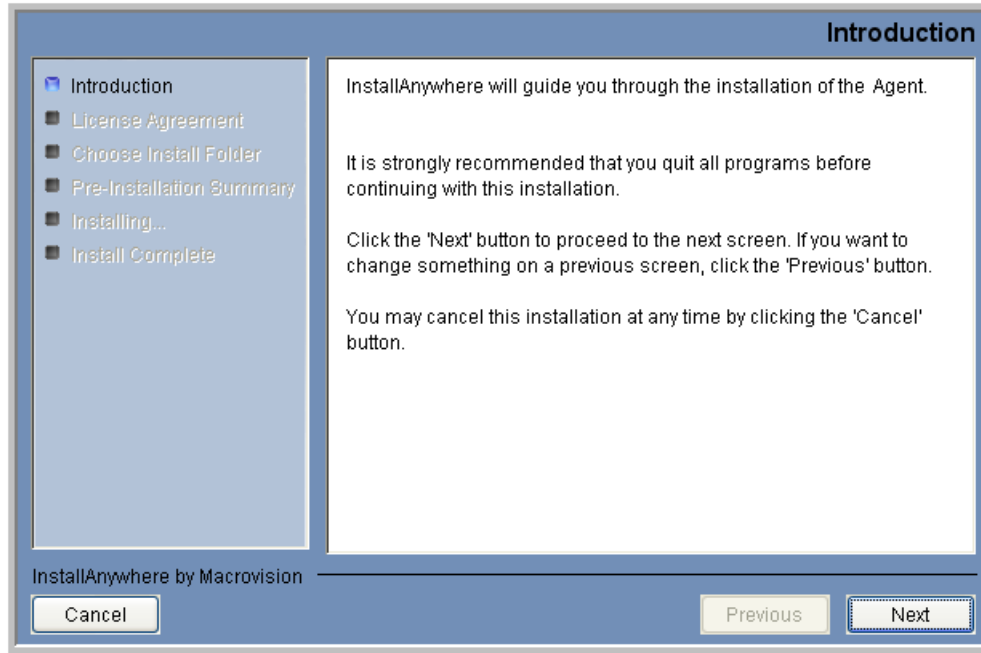 Introduction
Introduction
License Agreement
Choose Install Folder
Pre-Installation Summary
Installing...
Install Complete
InstallAnywhere will guide you through the installation of the Agent.
It is strongly recommended that you quit all programs before
continuing with this installation.
Click the 'Next' button to proceed to the next screen. If you want to
change something on a previous screen, click the 'Previous' button.
You may cancel this installation at any time by clicking the 'Cancel'
button.
InstallAnywhere by Macrovision
Cancel
Previous
Next